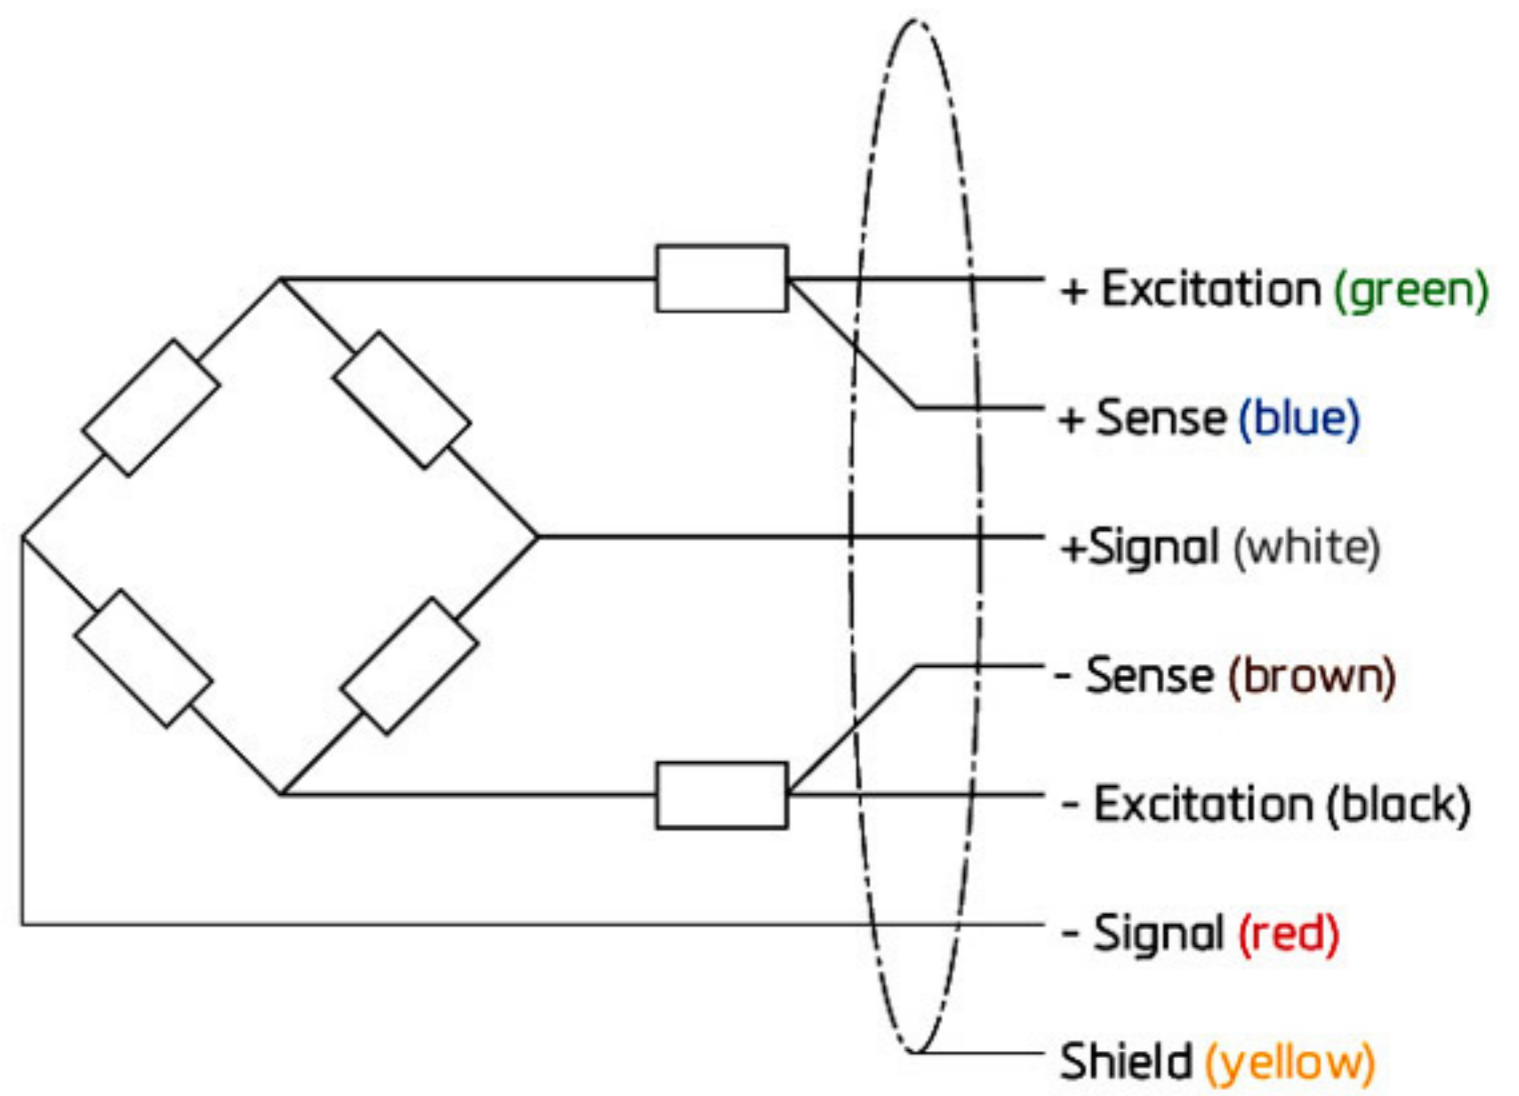 + Excitation (green)
+ Sense (blue)
+Signal (white)
- Sense (brown)
- Excitation (black)
- Signal (red)
Shield (yellow)